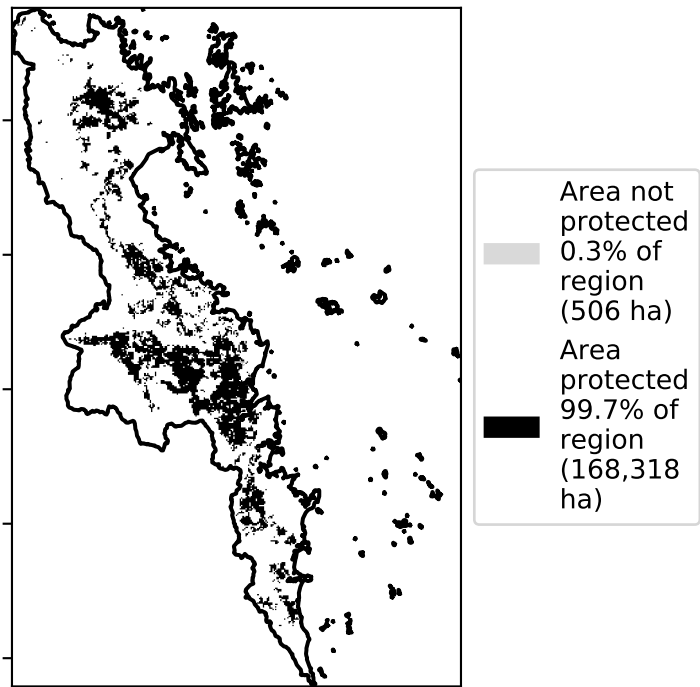 Area not
protected
0.3% of
region
(506 ha)
Area
protected
99.7% of
region
(168,318
ha)